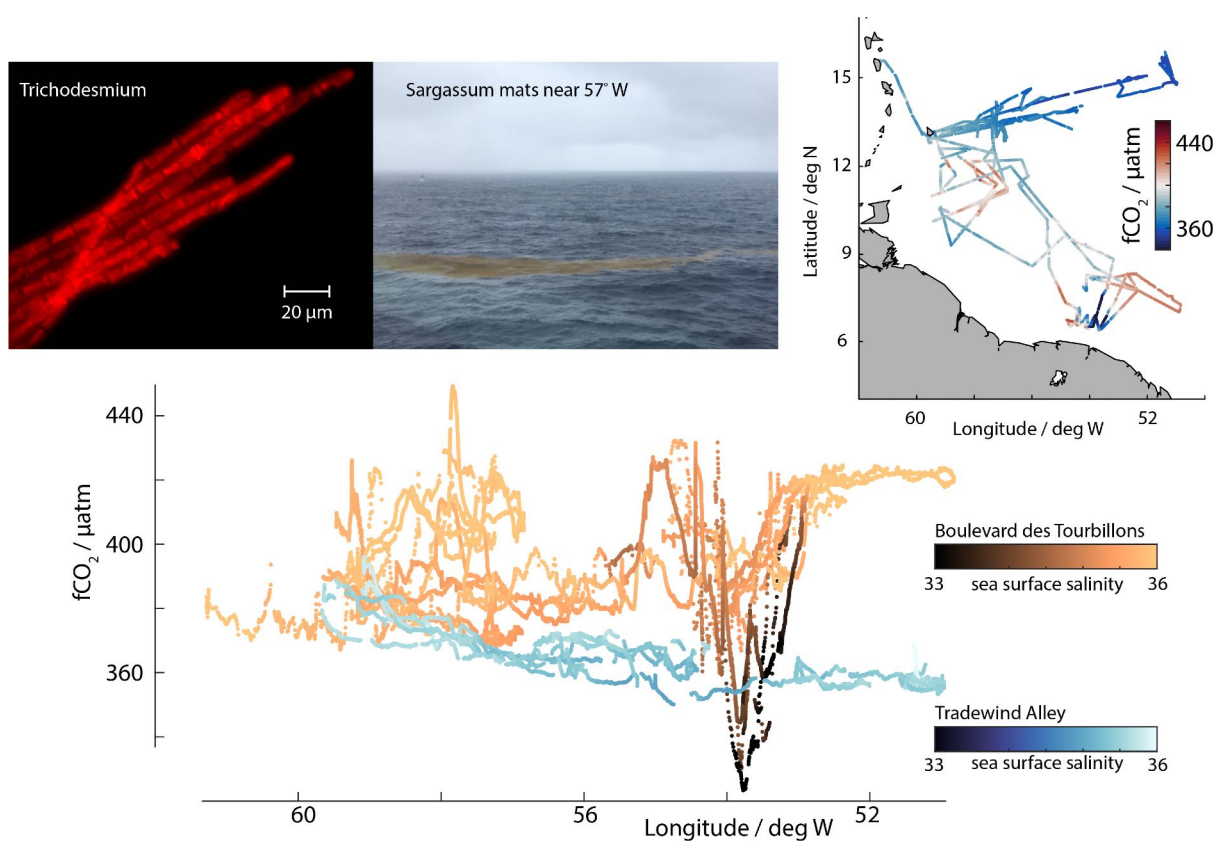 Trichodesmium
20 µm
Sargassum mats near 57° W
15
12
9
6
Latitude / deg N
60
52
Longitude / deg W
fCO2 / µatm
440
360
440
400
360
fCO2 / µatm
60
56
52
Longitude / deg W
Boulevard des Tourbillons
33 sea surface salinity 36
Tradewind Alley
33 sea surface salinity 36